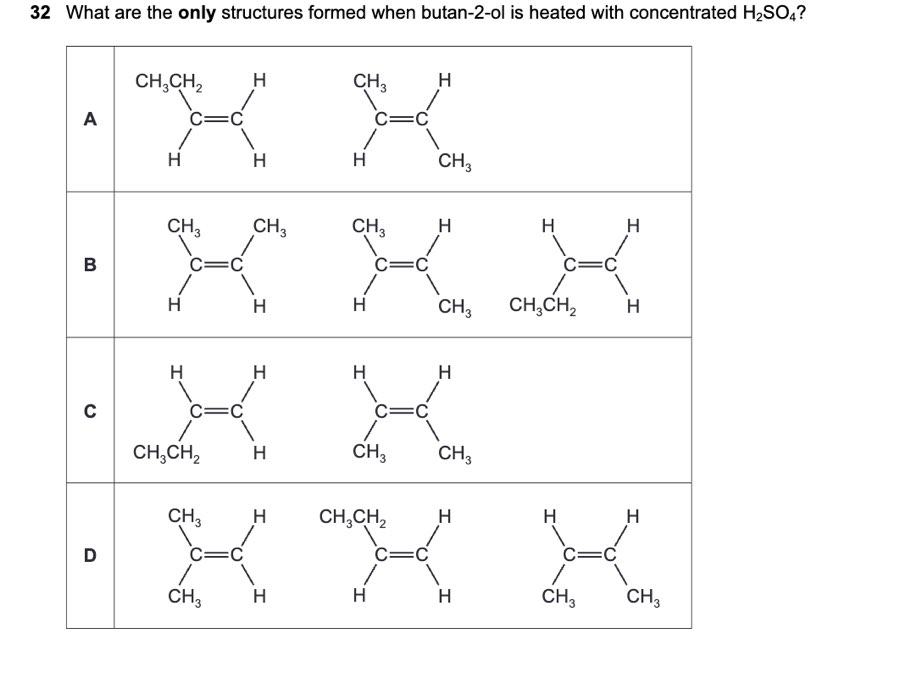 32 What are the only structures formed when butan-2-ol is heated with concentrated H₂SO₄?
CH₃CH₂ H CH₃ H
A C=C C=C
H H H CH₃
CH₃ CH₃ CH₃ H H H
B C=C C=C C=C
H H H CH₃ CH₃CH₂ H
H H H H
C C=C C=C
CH₃CH₂ H CH₃ CH₃
CH₃ H CH₃CH₂ H H H
D C=C C=C C=C
CH₃ H H H CH₃ CH₃